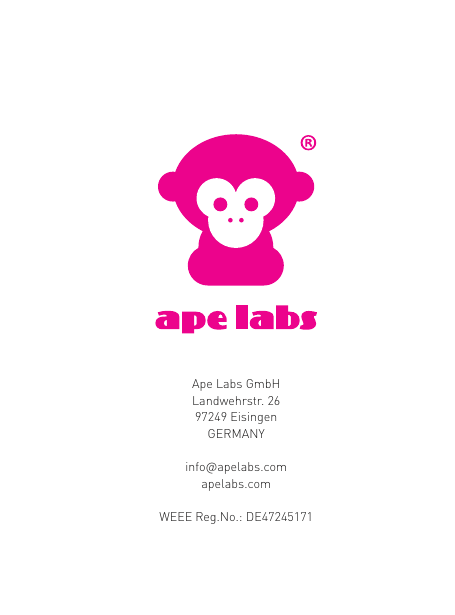 ®
ape labs
Ape Labs GmbH
Landwehrstr. 26
97249 Eisingen
GERMANY
info@apelabs.com
apelabs.com
WEEE Reg.No.: DE47245171